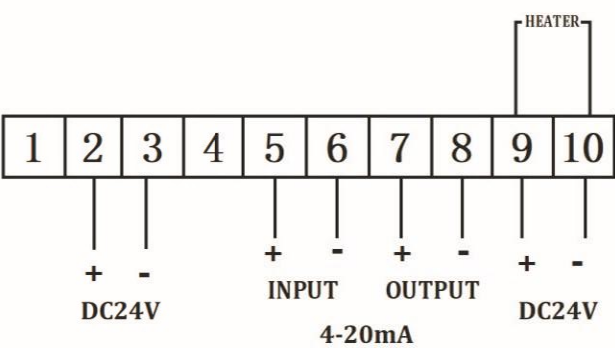 HEATER
1 2 3 4 5 6 7 8 9 10
+ - + - + - + -
DC24V INPUT OUTPUT DC24V
4-20mA